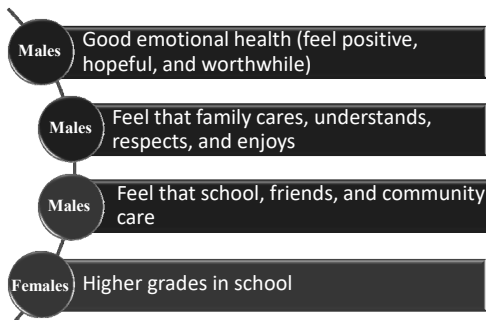 Males
Good emotional health (feel positive,
hopeful, and worthwhile)
Males
Feel that family cares, understands,
respects, and enjoys
Males
Feel that school, friends, and community
care
Females
Higher grades in school